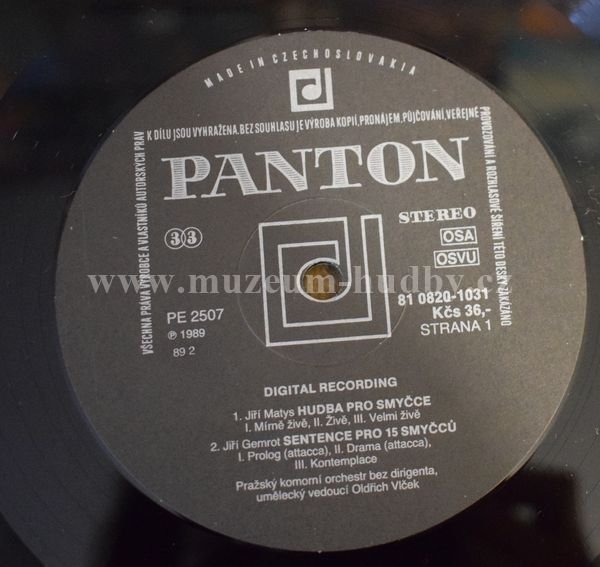 MADE IN CZECHOSLOVAKIA
VŠECHNA PRÁVA VÝROBCE A VLASTNÍKŮ AUTORSKÝCH PRÁV
K DÍLU JSOU VYHRAŽENA. BEZ SOUHLASU JE VÝROBA KOPIÍ, PRONÁJEM, PŮJČOVÁNÍ, VEŘEJNÉ
PROVOZOVÁNÍ A ROZHLASOVÉ ŠÍŘENÍ TÉTO DESKY ZAKÁZÁNO
PANTON
33
STEREO
OSA
OSVU
www.muzeum-hudby.cz
PE 2507
℗ 1989
89 2
81 0820-1031
Kčs 36,-
STRANA 1
DIGITAL RECORDING
1. Jiří Matys HUDBA PRO SMYČCE
I. Mírně živě, II. Živě, III. Velmi živě
2. Jiří Gemrot SENTENCE PRO 15 SMYČCŮ
I. Prolog (attacca), II. Drama (attacca),
III. Kontemplace
Pražský komorní orchestr bez dirigenta,
umělecký vedoucí Oldřich Vlček